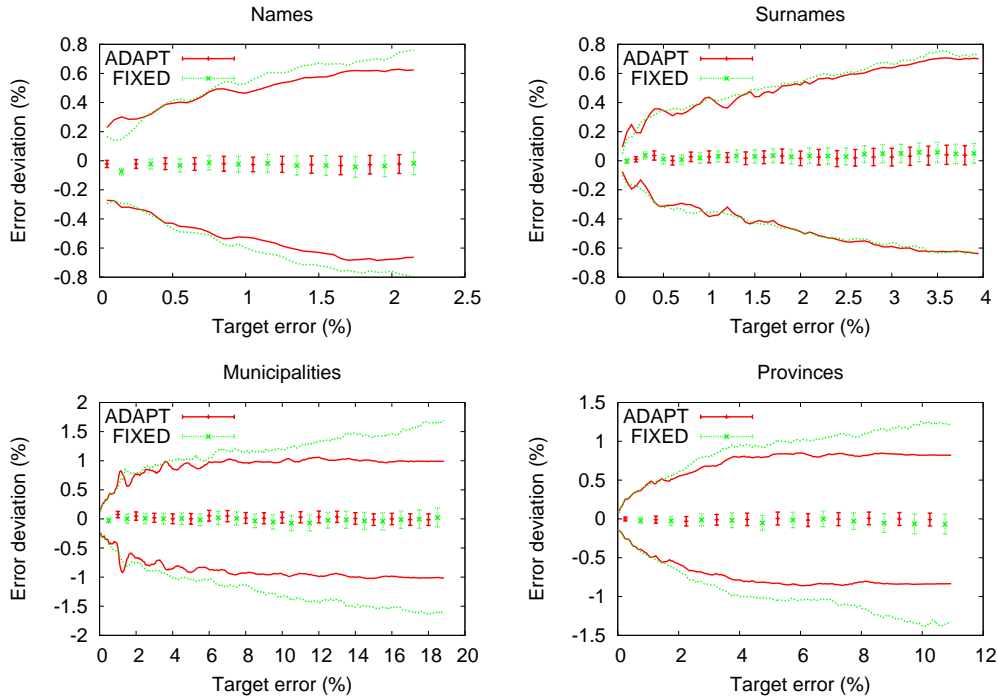 Names
Error deviation (%)
0.8
0.6
0.4
0.2
0
-0.2
-0.4
-0.6
-0.8
ADAPT
FIXED
0 0.5 1 1.5 2 2.5
Target error (%)
Surnames
Error deviation (%)
0.8
0.6
0.4
0.2
0
-0.2
-0.4
-0.6
-0.8
ADAPT
FIXED
0 0.5 1 1.5 2 2.5 3 3.5 4
Target error (%)
Municipalities
Error deviation (%)
2
1.5
1
0.5
0
-0.5
-1
-1.5
-2
ADAPT
FIXED
0 2 4 6 8 10 12 14 16 18 20
Target error (%)
Provinces
Error deviation (%)
1.5
1
0.5
0
-0.5
-1
-1.5
ADAPT
FIXED
0 2 4 6 8 10 12
Target error (%)